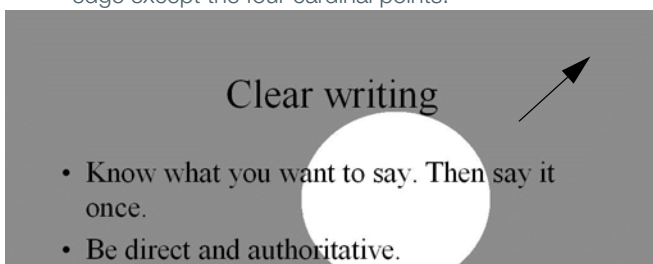 edge except the four cardinal points.
Clear writing
• Know what you want to say. Then say it
once.
• Be direct and authoritative.